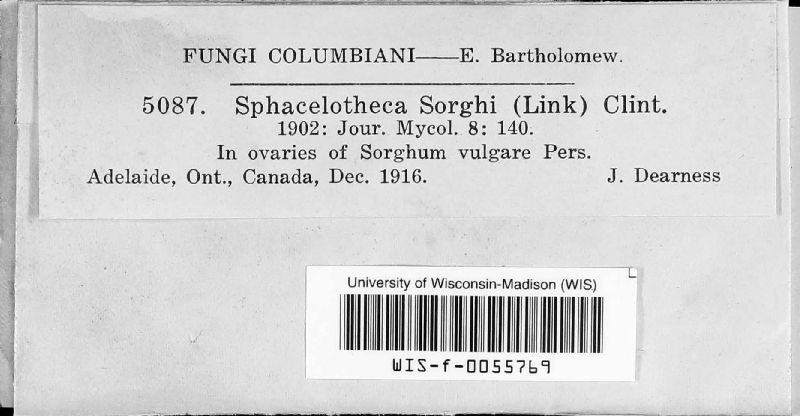 FUNGI COLUMBIANI—E. Bartholomew.
5087. Sphacelotheca Sorghi (Link) Clint.
1902: Jour. Mycol. 8: 140.
In ovaries of Sorghum vulgare Pers.
Adelaide, Ont., Canada, Dec. 1916. J. Dearness
University of Wisconsin-Madison (WIS)
WIS-f-0055769